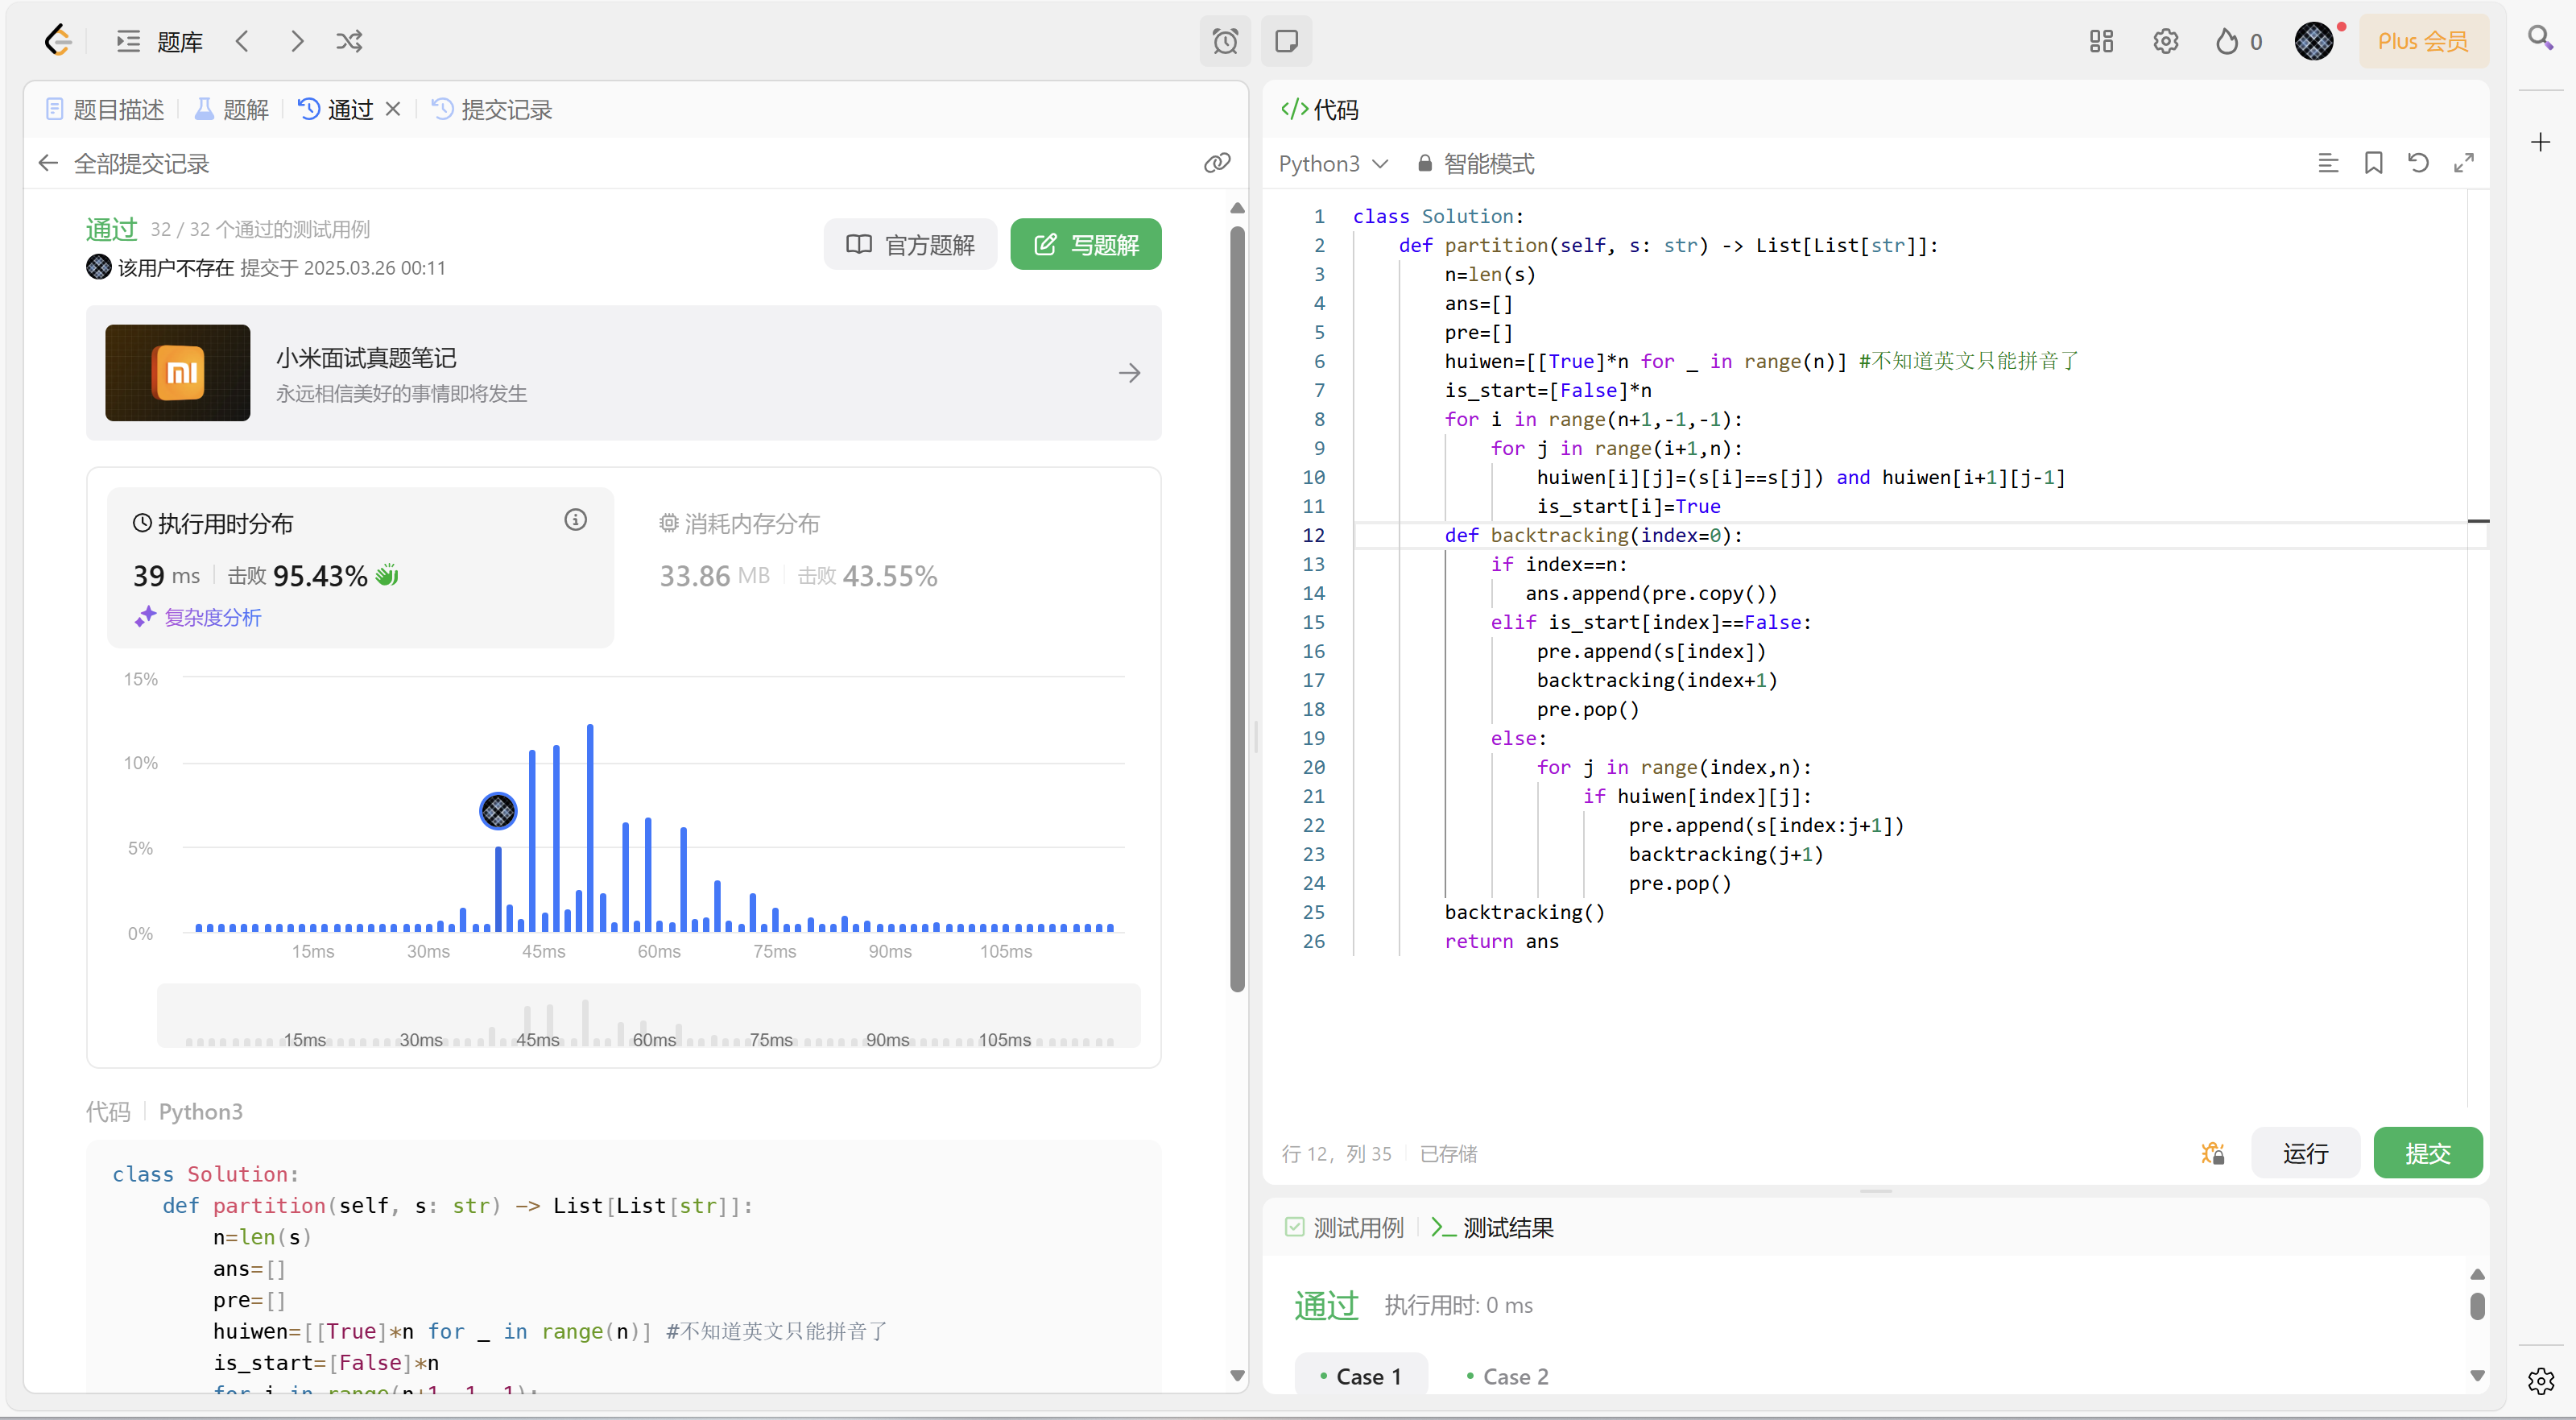 题库
0
Plus 会员
题目描述
题解
通过
提交记录
全部提交记录
通过 32 / 32 个通过的测试用例
该用户不存在 提交于 2025.03.26 00:11
官方题解
写题解
小米面试真题笔记
永远相信美好的事情即将发生
执行用时分布
39 ms 击败 95.43%
复杂度分析
消耗内存分布
33.86 MB 击败 43.55%
15%
10%
5%
0%
15ms 30ms 45ms 60ms 75ms 90ms 105ms
15ms 30ms 45ms 60ms 75ms 90ms 105ms
代码 Python3
class Solution:
    def partition(self, s: str) -> List[List[str]]:
        n=len(s)
        ans=[]
        pre=[]
        huiwen=[[True]*n for _ in range(n)] #不知道英文只能拼音了
        is_start=[False]*n
        for i in range(n+1,-1,-1):
</> 代码
Python3 智能模式
1 class Solution:
2     def partition(self, s: str) -> List[List[str]]:
3         n=len(s)
4         ans=[]
5         pre=[]
6         huiwen=[[True]*n for _ in range(n)] #不知道英文只能拼音了
7         is_start=[False]*n
8         for i in range(n+1,-1,-1):
9             for j in range(i+1,n):
10                 huiwen[i][j]=(s[i]==s[j]) and huiwen[i+1][j-1]
11                 is_start[i]=True
12         def backtracking(index=0):
13             if index==n:
14                ans.append(pre.copy())
15             elif is_start[index]==False:
16                 pre.append(s[index])
17                 backtracking(index+1)
18                 pre.pop()
19             else:
20                 for j in range(index,n):
21                     if huiwen[index][j]:
22                         pre.append(s[index:j+1])
23                         backtracking(j+1)
24                         pre.pop()
25         backtracking()
26         return ans
行 12，列 35 已存储
运行
提交
测试用例
测试结果
通过 执行用时: 0 ms
Case 1
Case 2